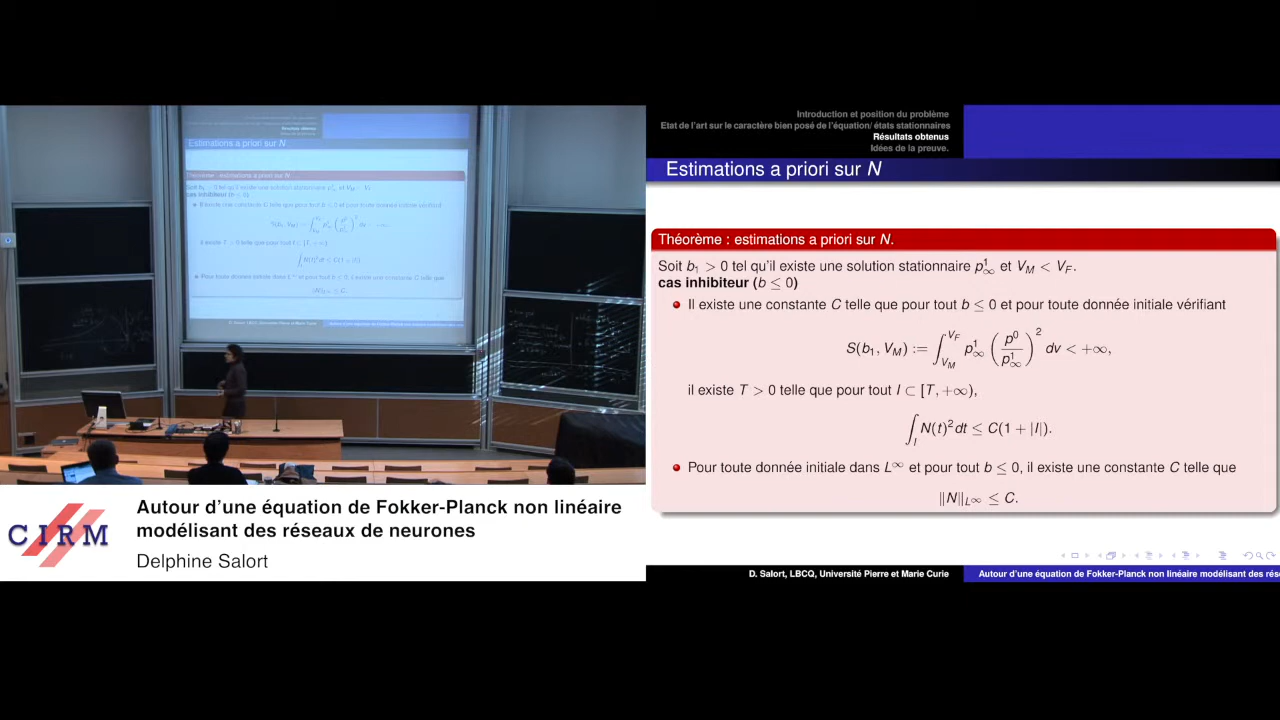 Introduction et position du problème
Etat de l'art sur le caractère bien posé de l'équation/ états stationnaires
Résultats obtenus
Idées de la preuve.
Estimations a priori sur N
Théorème : estimations a priori sur N.
Soit b₁ > 0 tel qu'il existe une solution stationnaire p¹∞ et V_M < V_F.
cas inhibiteur (b ≤ 0)
Il existe une constante C telle que pour tout b ≤ 0 et pour toute donnée initiale vérifiant
S(b₁, V_M) := ∫_{V_M}^{V_F} p¹∞ (p⁰/p¹∞)² dv < +∞,
il existe T > 0 telle que pour tout I ⊂ [T, +∞),
∫_I N(t)² dt ≤ C(1 + |I|).
Pour toute donnée initiale dans L^∞ et pour tout b ≤ 0, il existe une constante C telle que
‖N‖_{L^∞} ≤ C.
D. Salort, LBCQ, Université Pierre et Marie Curie
Autour d'une équation de Fokker-Planck non linéaire modélisant des rés
Estimations a priori sur N
CIRM
Autour d'une équation de Fokker-Planck non linéaire
modélisant des réseaux de neurones
Delphine Salort